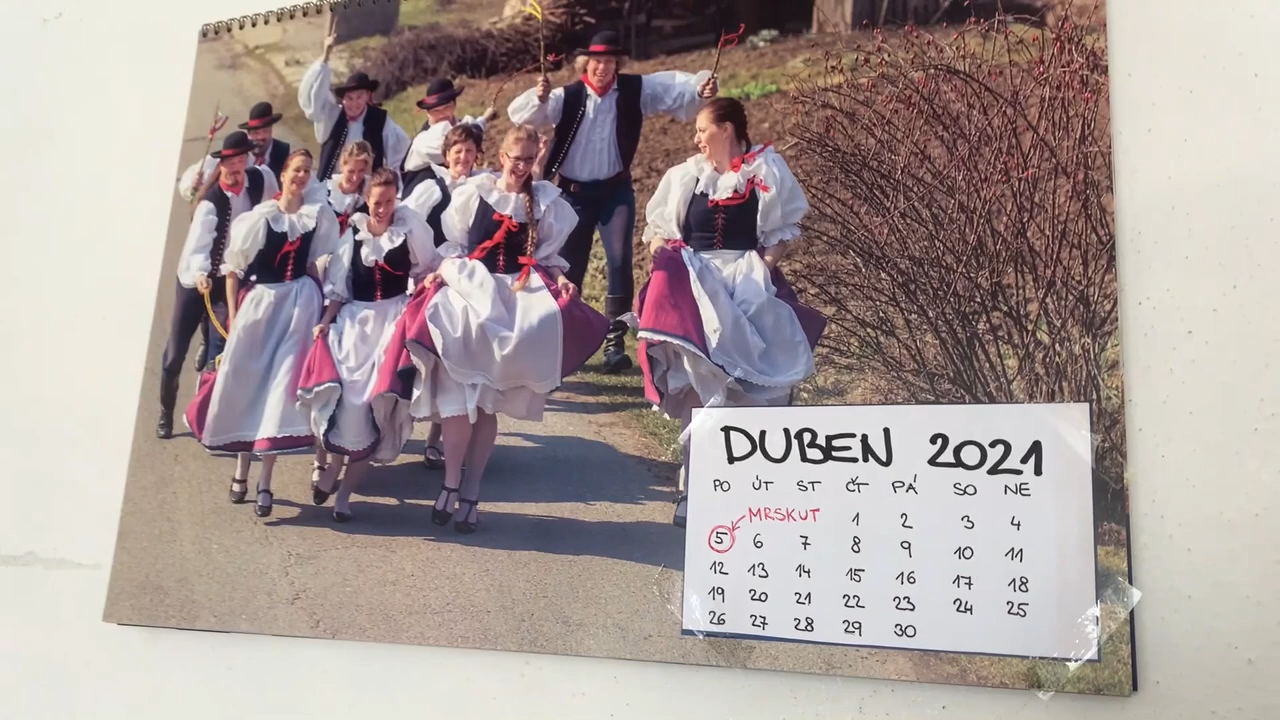 DUBEN 2021
PO ÚT ST ČT PÁ SO NE
MRSKUT 1 2 3 4
5 6 7 8 9 10 11
12 13 14 15 16 17 18
19 20 21 22 23 24 25
26 27 28 29 30